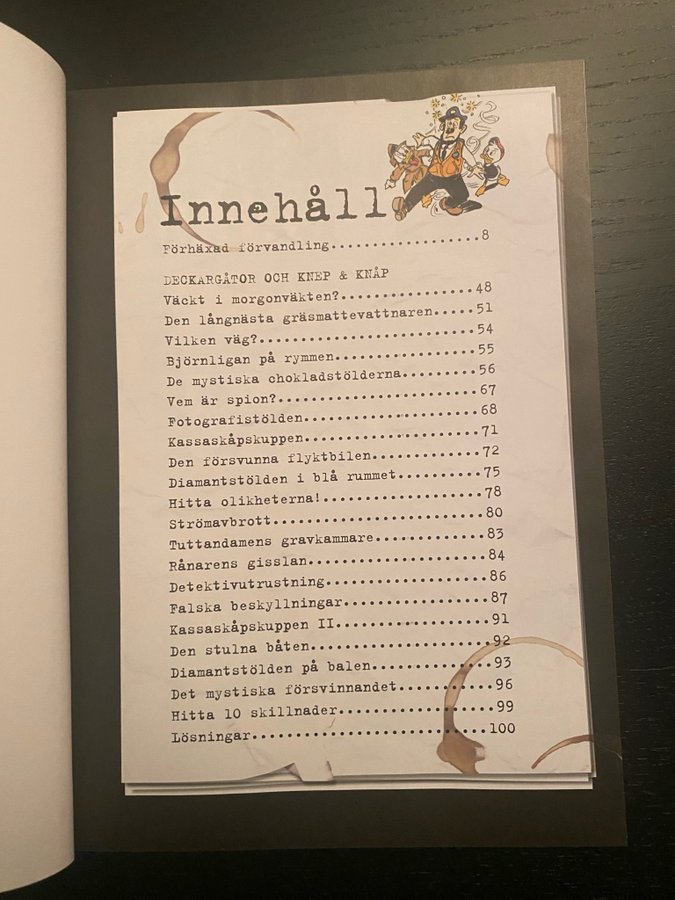 Innehåll
Förhäxad förvandling..................8
DECKARGÅTOR OCH KNEP & KNÅP
Väckt i morgonväkten?................48
Den långnästa gräsmattevattnaren.....51
Vilken väg?..........................54
Björnligan på rymmen.................55
De mystiska chokladstölderna.........56
Vem är spion?........................67
Fotografistölden.....................68
Kassaskåpskuppen.....................71
Den försvunna flyktbilen.............72
Diamantstölden i blå rummet..........75
Hitta olikheterna!...................78
Strömavbrott.........................80
Tuttandamens gravkammare.............83
Rånarens gisslan.....................84
Detektivutrustning...................86
Falska beskyllningar.................87
Kassaskåpskuppen II..................91
Den stulna båten.....................92
Diamantstölden på balen..............93
Det mystiska försvinnandet...........96
Hitta 10 skillnader..................99
Lösningar...........................100